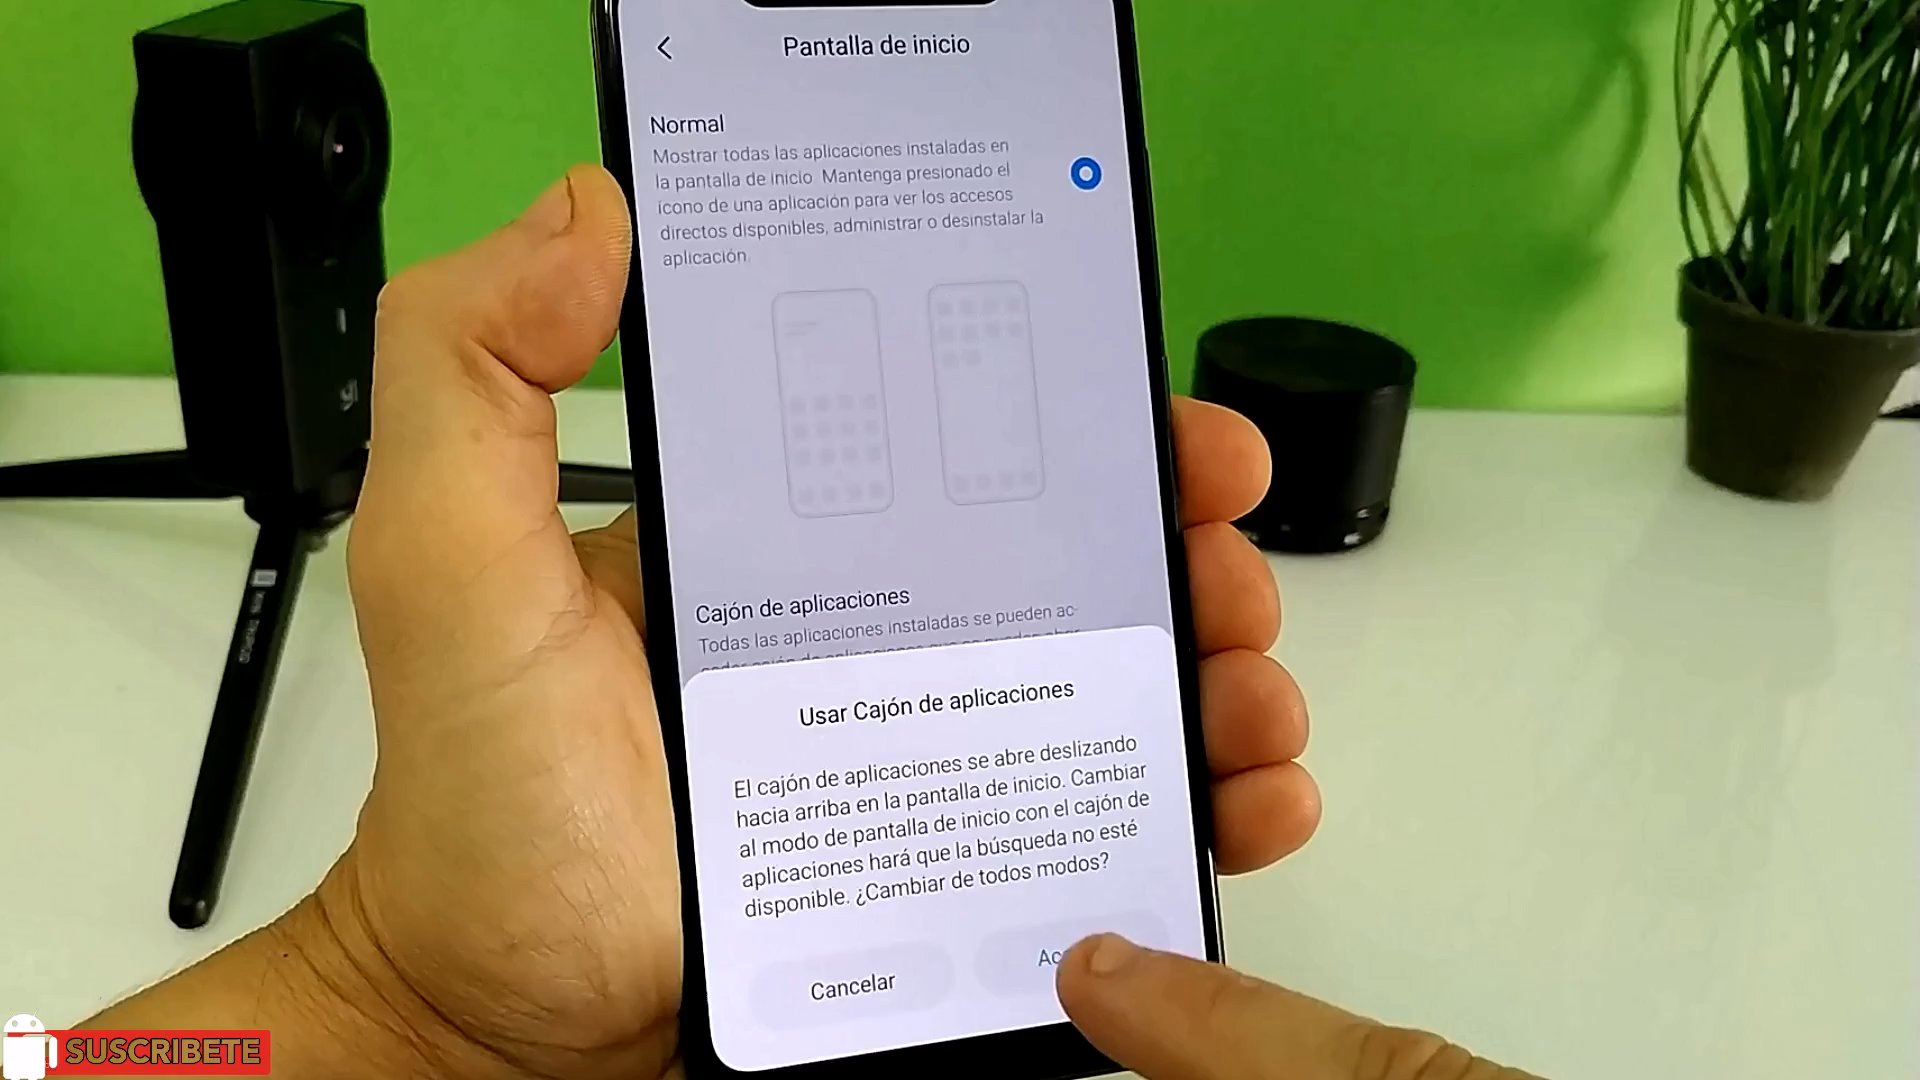 Pantalla de inicio
Normal
Mostrar todas las aplicaciones instaladas en
la pantalla de inicio Mantenga presionado el
ícono de una aplicación para ver los accesos
directos disponibles, administrar o desinstalar la
aplicación.
Cajón de aplicaciones
Todas las aplicaciones instaladas se pueden ac-
Usar Cajón de aplicaciones
El cajón de aplicaciones se abre deslizando
hacia arriba en la pantalla de inicio. Cambiar
al modo de pantalla de inicio con el cajón de
aplicaciones hará que la búsqueda no esté
disponible. ¿Cambiar de todos modos?
Cancelar
SUSCRIBETE